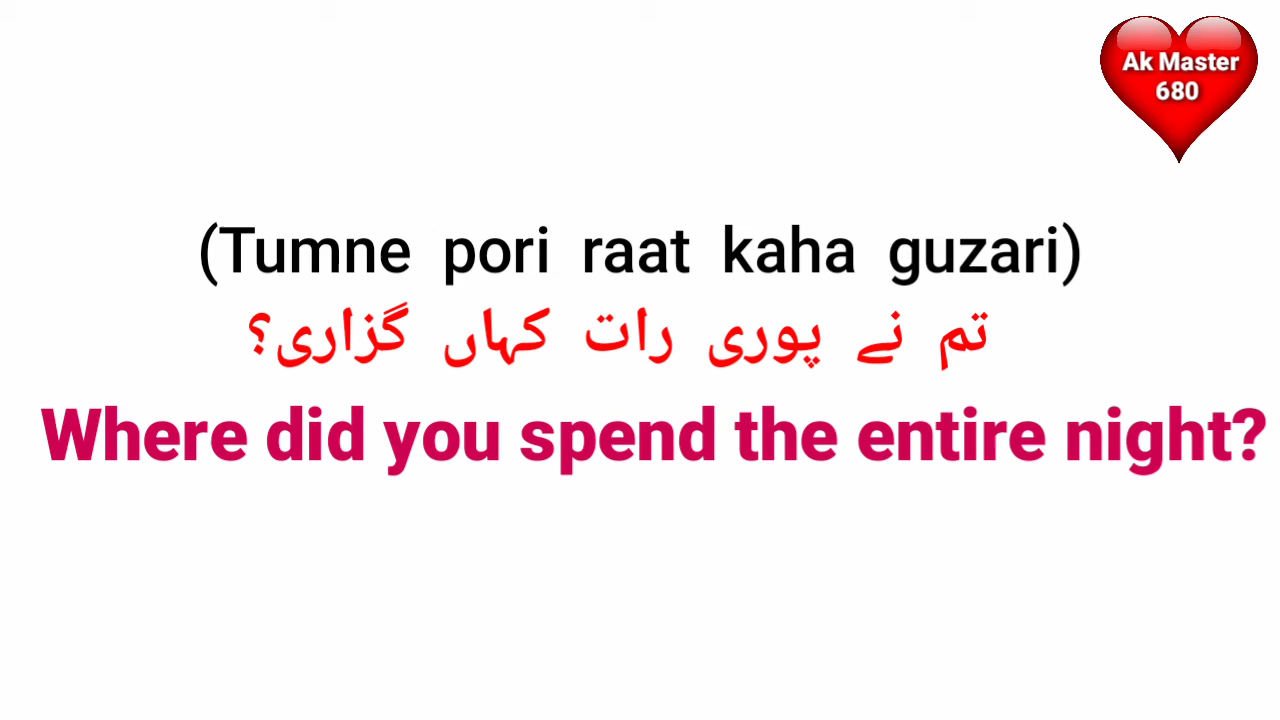 Ak Master
680
(Tumne pori raat kaha guzari)
تم نے پوری رات کہاں گزاری؟
Where did you spend the entire night?